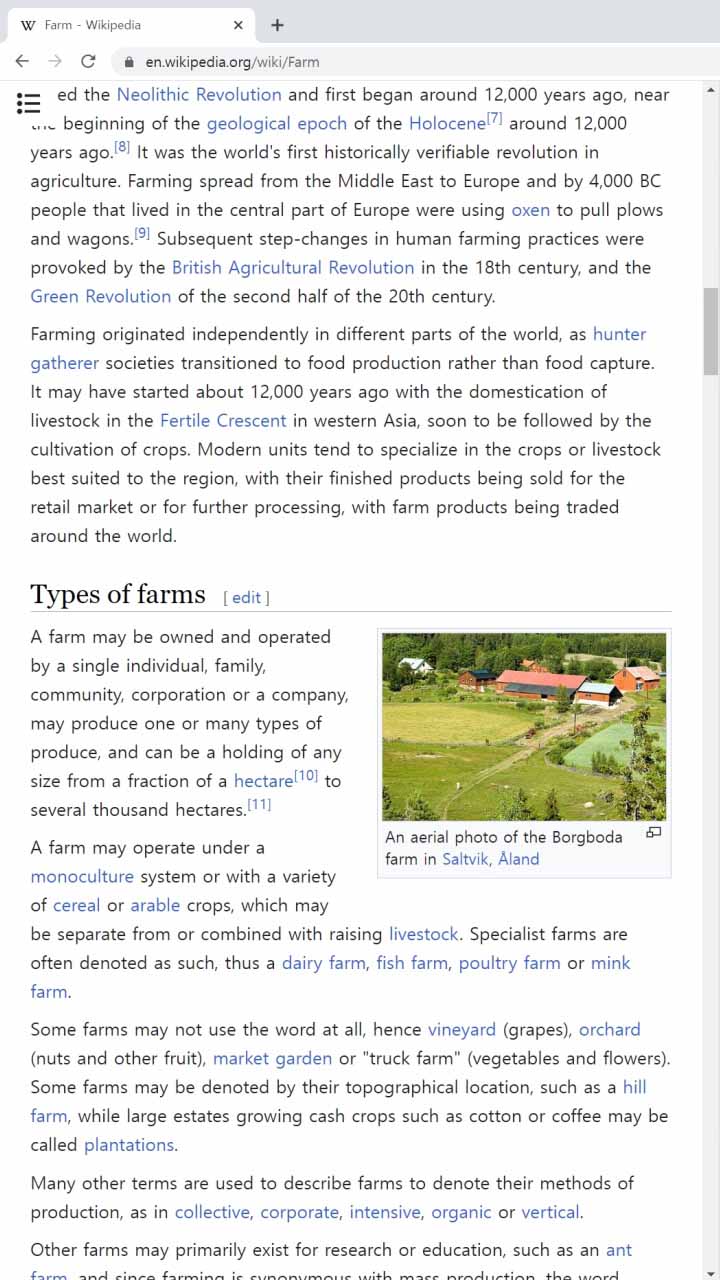 W Farm - Wikipedia
en.wikipedia.org/wiki/Farm
ed the Neolithic Revolution and first began around 12,000 years ago, near
beginning of the geological epoch of the Holocene[7] around 12,000
years ago.[8] It was the world's first historically verifiable revolution in
agriculture. Farming spread from the Middle East to Europe and by 4,000 BC
people that lived in the central part of Europe were using oxen to pull plows
and wagons.[9] Subsequent step-changes in human farming practices were
provoked by the British Agricultural Revolution in the 18th century, and the
Green Revolution of the second half of the 20th century.
Farming originated independently in different parts of the world, as hunter
gatherer societies transitioned to food production rather than food capture.
It may have started about 12,000 years ago with the domestication of
livestock in the Fertile Crescent in western Asia, soon to be followed by the
cultivation of crops. Modern units tend to specialize in the crops or livestock
best suited to the region, with their finished products being sold for the
retail market or for further processing, with farm products being traded
around the world.
Types of farms [ edit ]
A farm may be owned and operated
by a single individual, family,
community, corporation or a company,
may produce one or many types of
produce, and can be a holding of any
size from a fraction of a hectare[10] to
several thousand hectares.[11]
An aerial photo of the Borgboda
farm in Saltvik, Åland
A farm may operate under a
monoculture system or with a variety
of cereal or arable crops, which may
be separate from or combined with raising livestock. Specialist farms are
often denoted as such, thus a dairy farm, fish farm, poultry farm or mink
farm.
Some farms may not use the word at all, hence vineyard (grapes), orchard
(nuts and other fruit), market garden or "truck farm" (vegetables and flowers).
Some farms may be denoted by their topographical location, such as a hill
farm, while large estates growing cash crops such as cotton or coffee may be
called plantations.
Many other terms are used to describe farms to denote their methods of
production, as in collective, corporate, intensive, organic or vertical.
Other farms may primarily exist for research or education, such as an ant
farm, and since farming is synonymous with mass production, the word